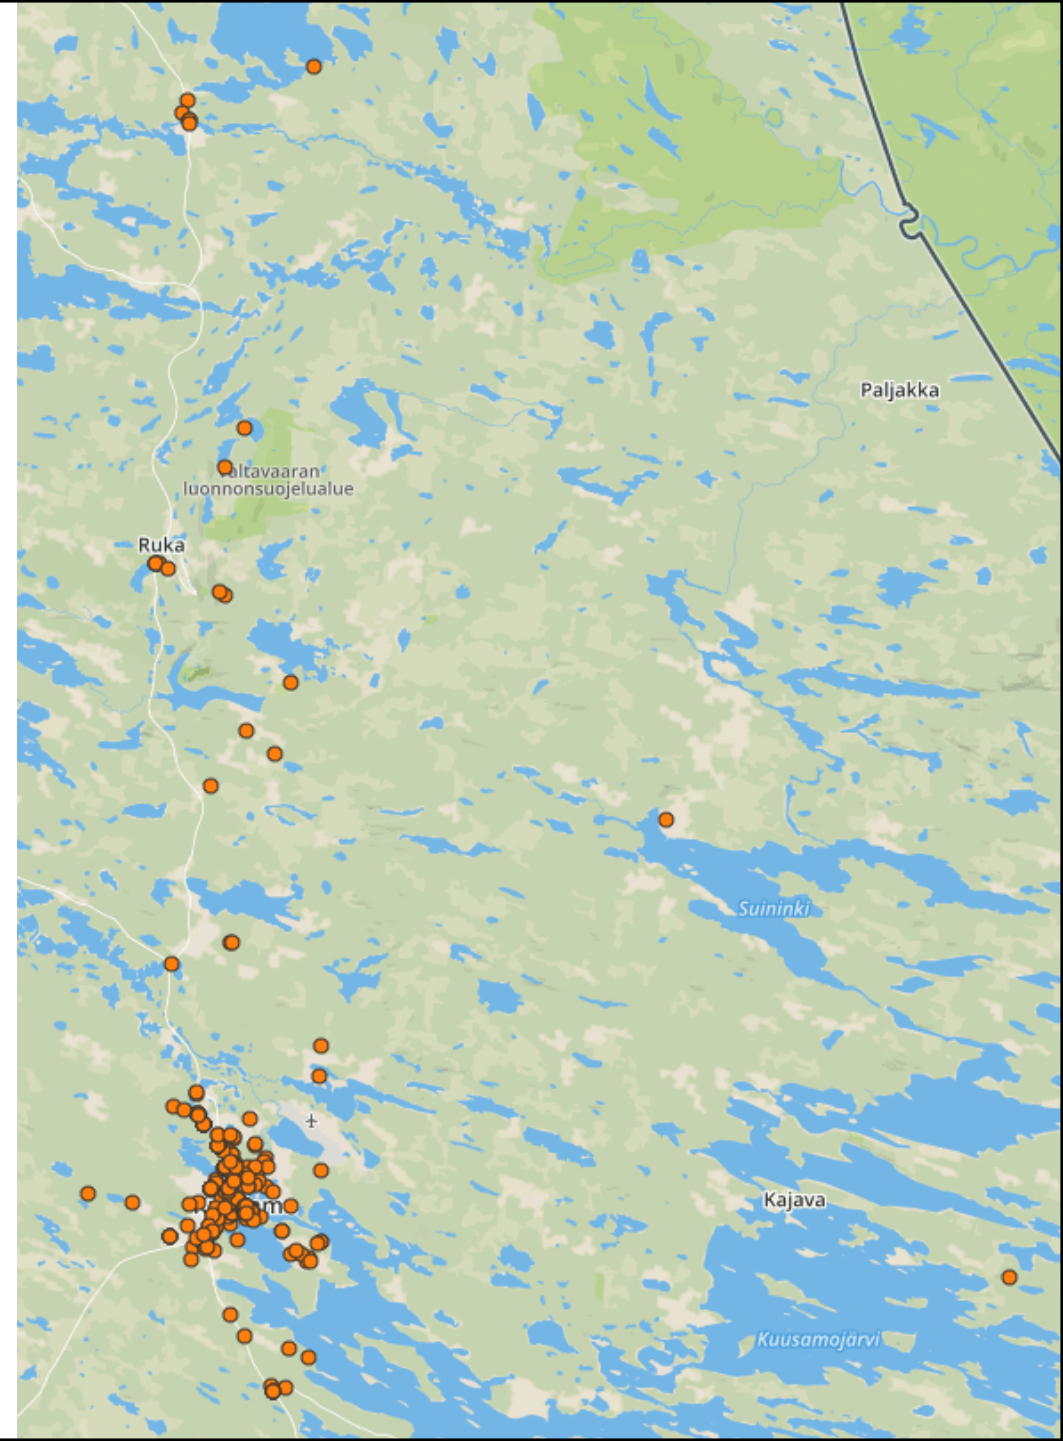 Paljakka
altavaaran
luonnonsuojelualue
Ruka
Suininki
Kajava
Kuusamojärvi